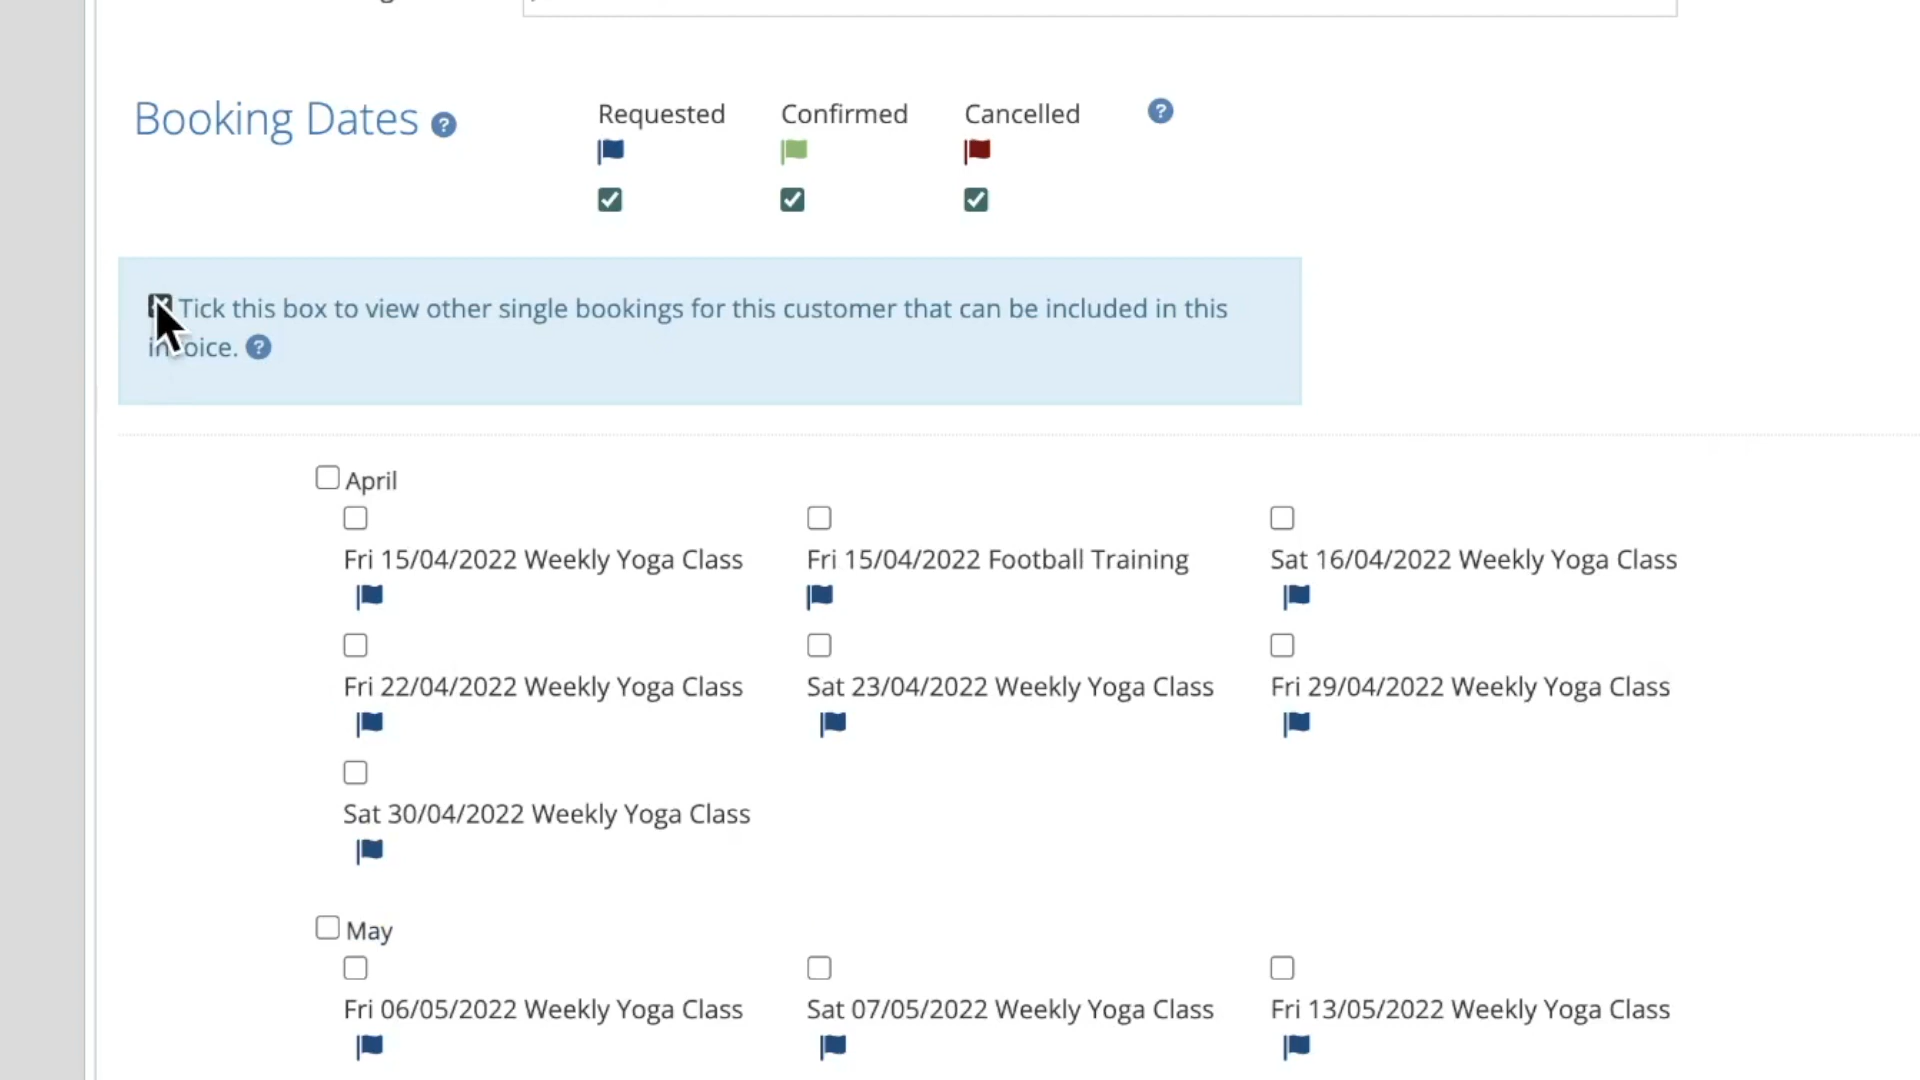 Booking Dates ?
Requested Confirmed Cancelled ?
Tick this box to view other single bookings for this customer that can be included in this
?
April
Fri 15/04/2022 Weekly Yoga Class Fri 15/04/2022 Football Training Sat 16/04/2022 Weekly Yoga Class
Fri 22/04/2022 Weekly Yoga Class Sat 23/04/2022 Weekly Yoga Class Fri 29/04/2022 Weekly Yoga Class
Sat 30/04/2022 Weekly Yoga Class
May
Fri 06/05/2022 Weekly Yoga Class Sat 07/05/2022 Weekly Yoga Class Fri 13/05/2022 Weekly Yoga Class